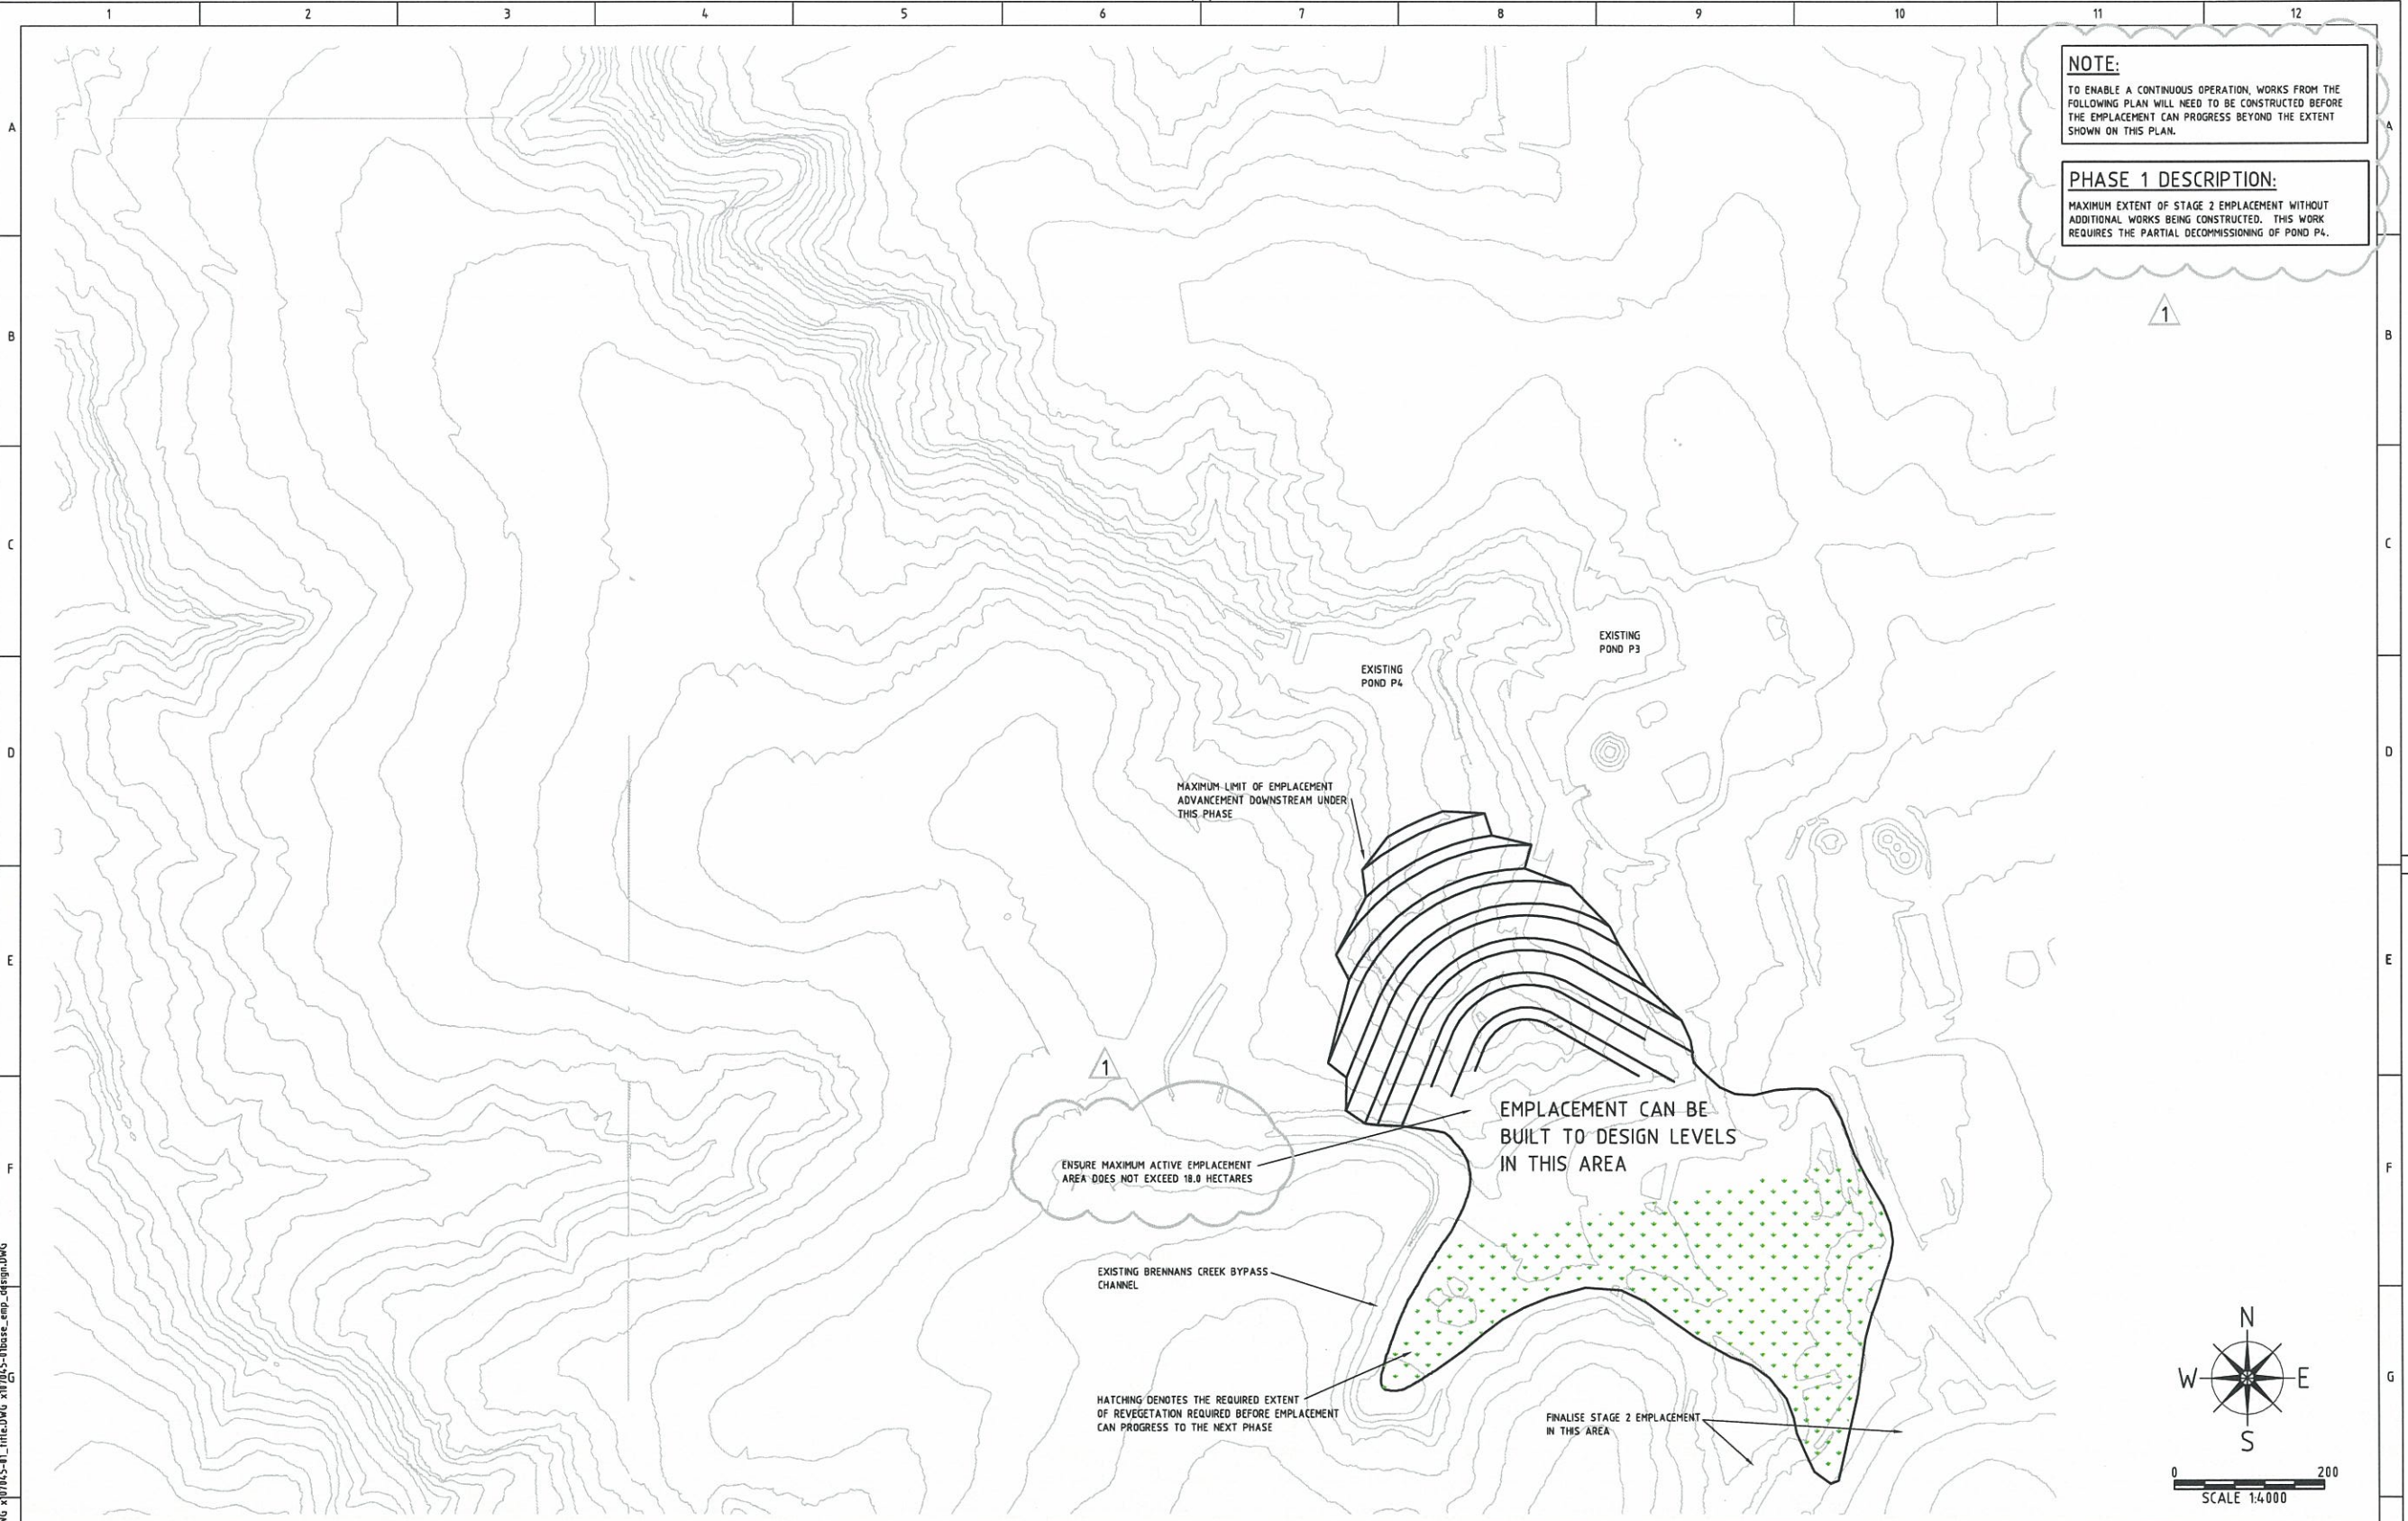 1 2 3 4 5 6 7 8 9 10 11 12
NOTE:
TO ENABLE A CONTINUOUS OPERATION, WORKS FROM THE
FOLLOWING PLAN WILL NEED TO BE CONSTRUCTED BEFORE
THE EMPLACEMENT CAN PROGRESS BEYOND THE EXTENT
SHOWN ON THIS PLAN.
A A
PHASE 1 DESCRIPTION:
MAXIMUM EXTENT OF STAGE 2 EMPLACEMENT WITHOUT
ADDITIONAL WORKS BEING CONSTRUCTED. THIS WORK
REQUIRES THE PARTIAL DECOMMISSIONING OF POND P4.
1
B B
C C
EXISTING
POND P3
EXISTING
POND P4
D D
MAXIMUM LIMIT OF EMPLACEMENT
ADVANCEMENT DOWNSTREAM UNDER
THIS PHASE
E E
1
EMPLACEMENT CAN BE
BUILT TO DESIGN LEVELS
IN THIS AREA
F F
ENSURE MAXIMUM ACTIVE EMPLACEMENT
AREA DOES NOT EXCEED 18.0 HECTARES
EXISTING BRENNANS CREEK BYPASS
CHANNEL
G G
HATCHING DENOTES THE REQUIRED EXTENT
OF REVEGETATION REQUIRED BEFORE EMPLACEMENT
CAN PROGRESS TO THE NEXT PHASE
FINALISE STAGE 2 EMPLACEMENT
IN THIS AREA
N
W E
S
0 200
SCALE 1:4000